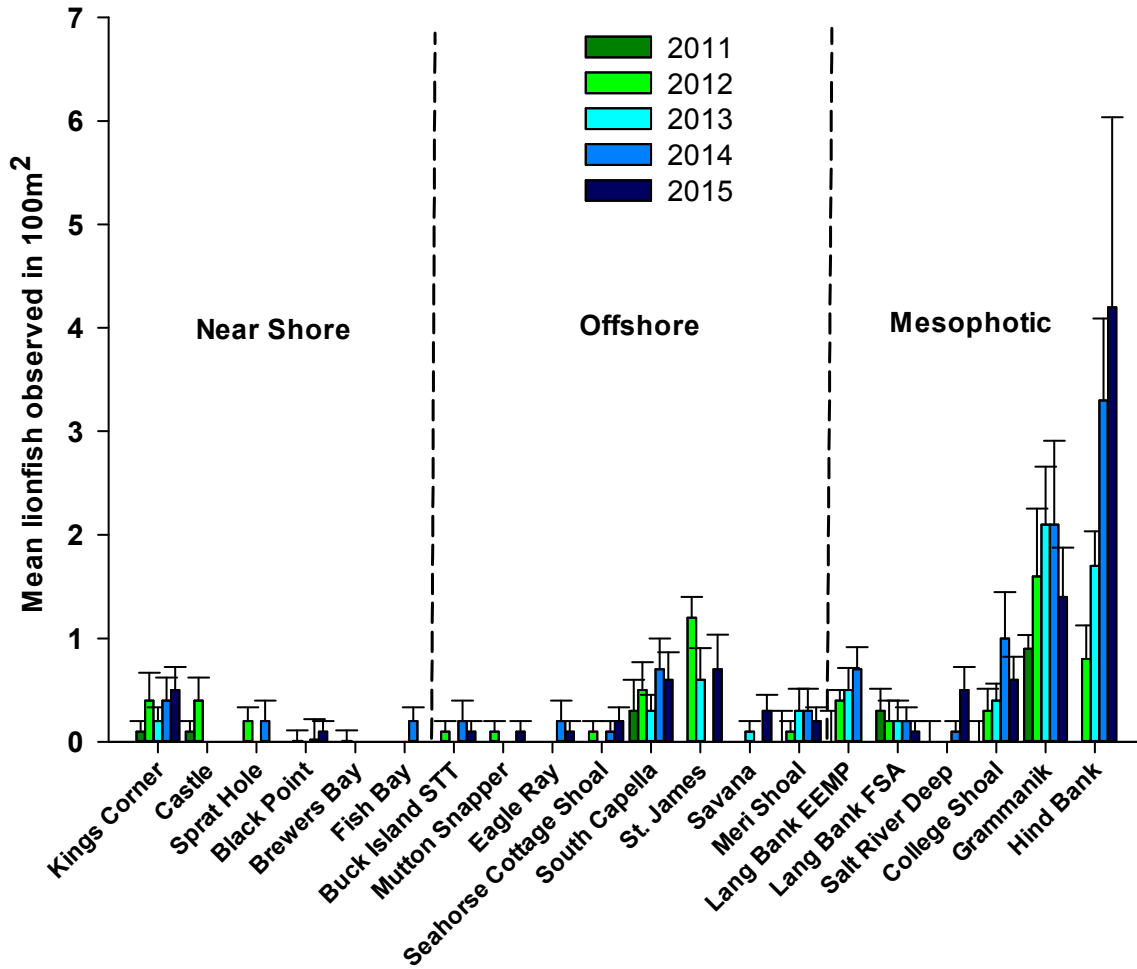 7
6
5
4
3
2
1
0
Mean lionfish observed in 100m²
2011
2012
2013
2014
2015
Near Shore
Offshore
Mesophotic
Kings Corner
Castle
Sprat Hole
Black Point
Brewers Bay
Fish Bay
Buck Island STT
Mutton Snapper
Eagle Ray
Seahorse Cottage Shoal
South Capella
St. James
Savana
Meri Shoal
Lang Bank EEMP
Lang Bank FSA
Salt River Deep
College Shoal
Grammanik
Hind Bank